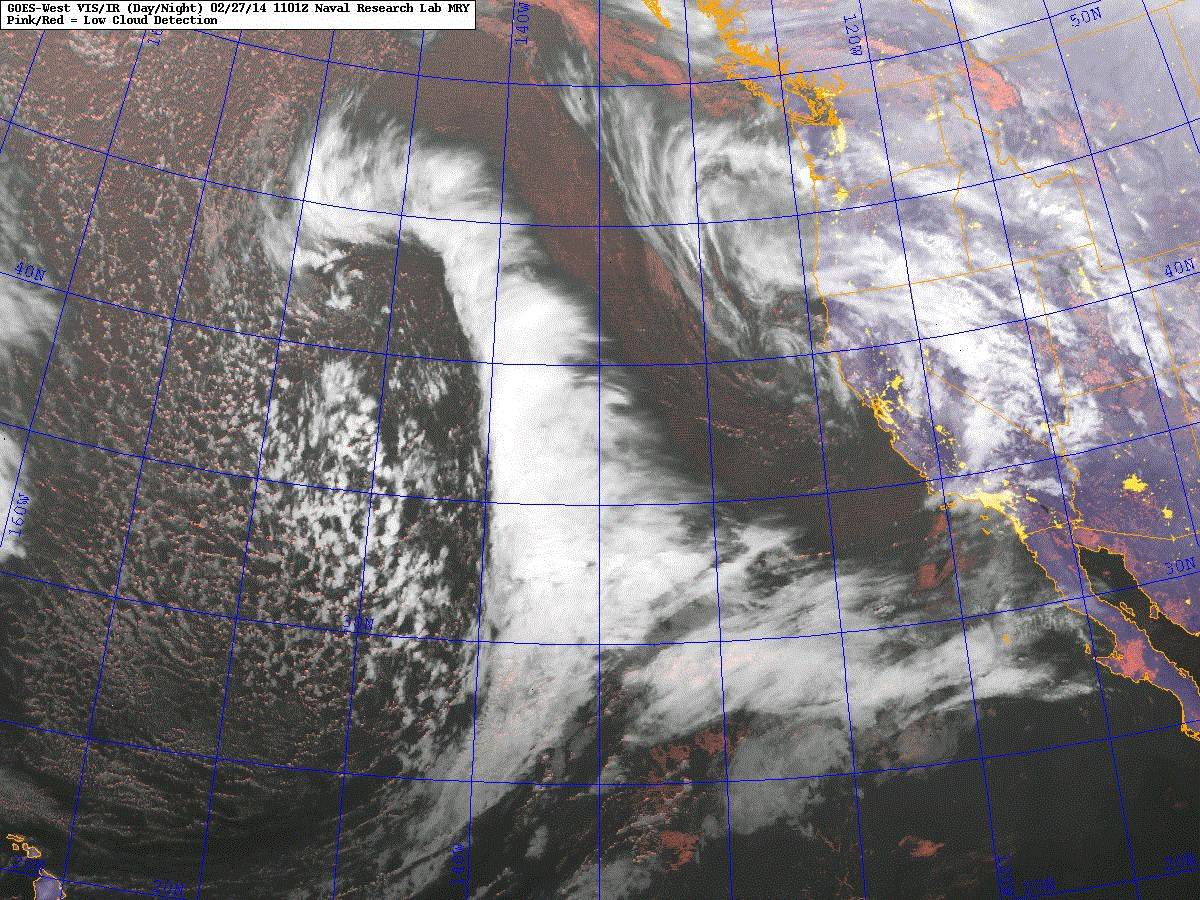 GOES-West VIS/IR (Day/Night) 02/27/14 1101Z Naval Research Lab MRY
Pink/Red = Low Cloud Detection
140W
120W
50N
40N
40N
160W
30N
30N
20N
20N